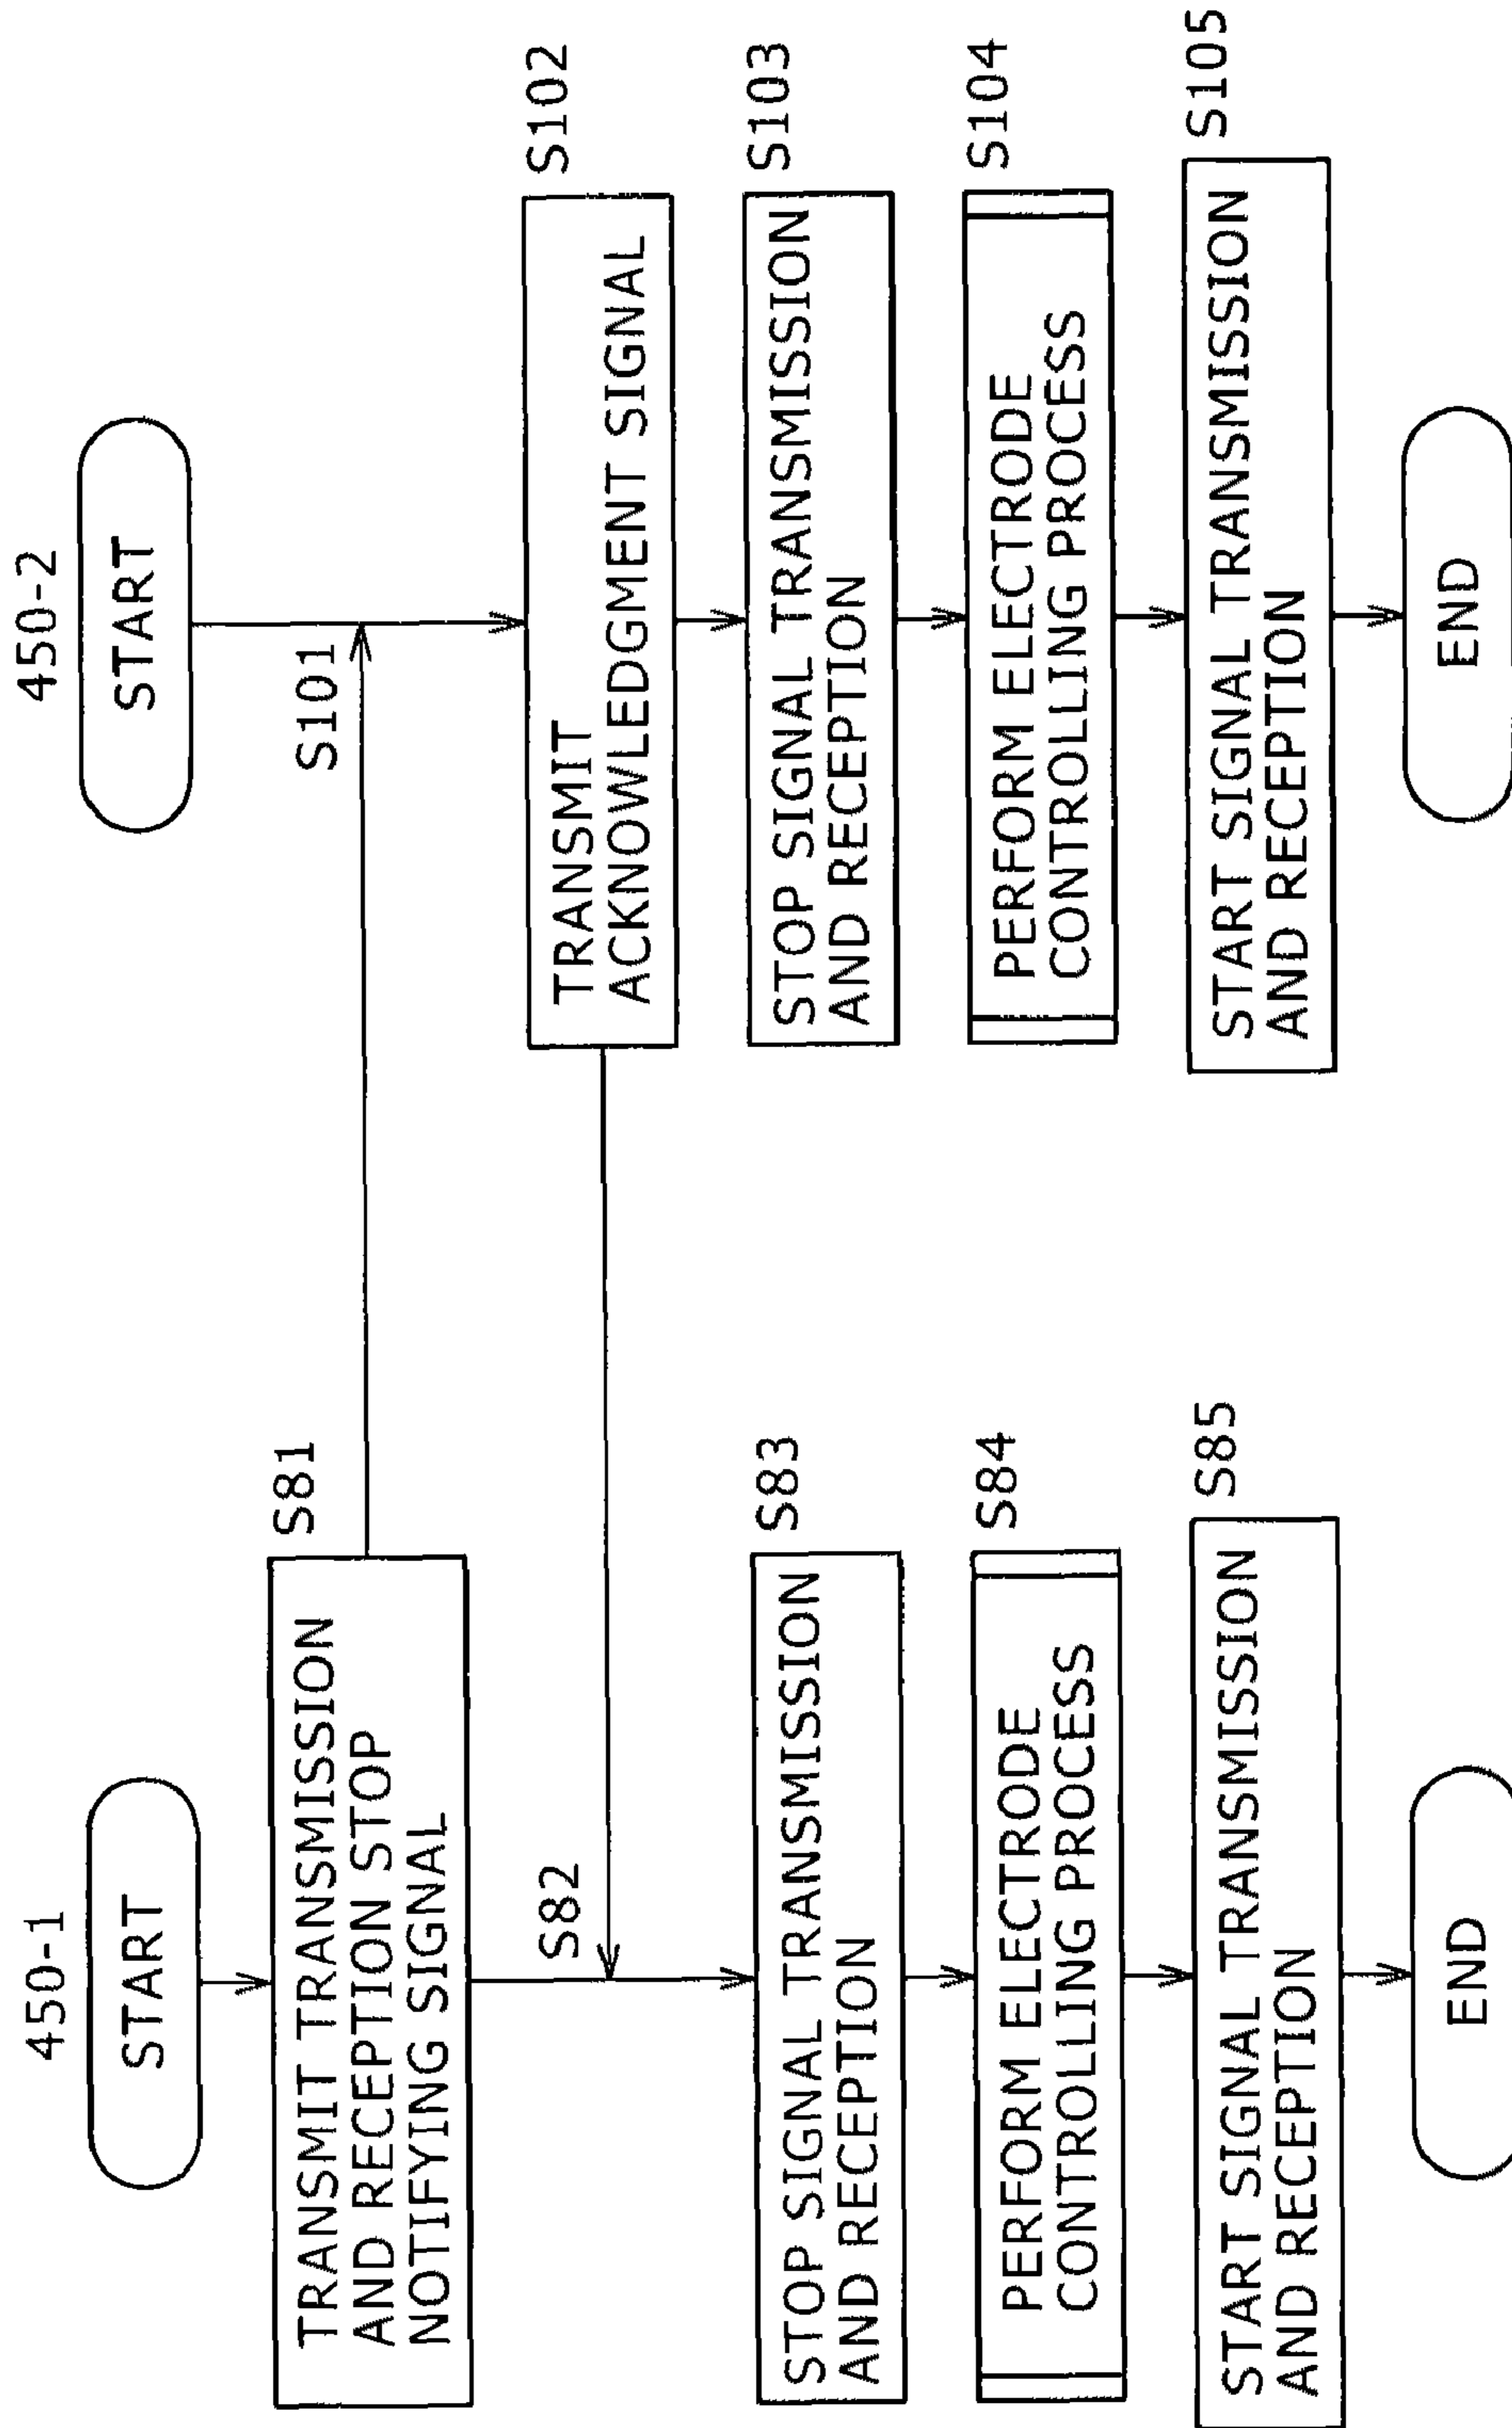 450-1
START
TRANSMIT TRANSMISSION
AND RECEPTION STOP
NOTIFYING SIGNAL
S81
S82
STOP SIGNAL TRANSMISSION
AND RECEPTION
S83
PERFORM ELECTRODE
CONTROLLING PROCESS
S84
START SIGNAL TRANSMISSION
AND RECEPTION
S85
END
450-2
START
S101
TRANSMIT
ACKNOWLEDGMENT SIGNAL
S102
STOP SIGNAL TRANSMISSION
AND RECEPTION
S103
PERFORM ELECTRODE
CONTROLLING PROCESS
S104
START SIGNAL TRANSMISSION
AND RECEPTION
S105
END